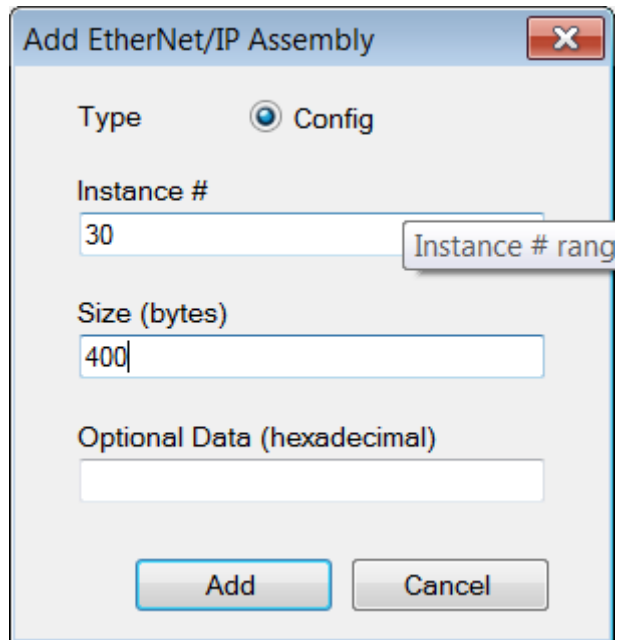 Add EtherNet/IP Assembly
Type Config
Instance #
30
Instance # rang
Size (bytes)
400
Optional Data (hexadecimal)
Add Cancel